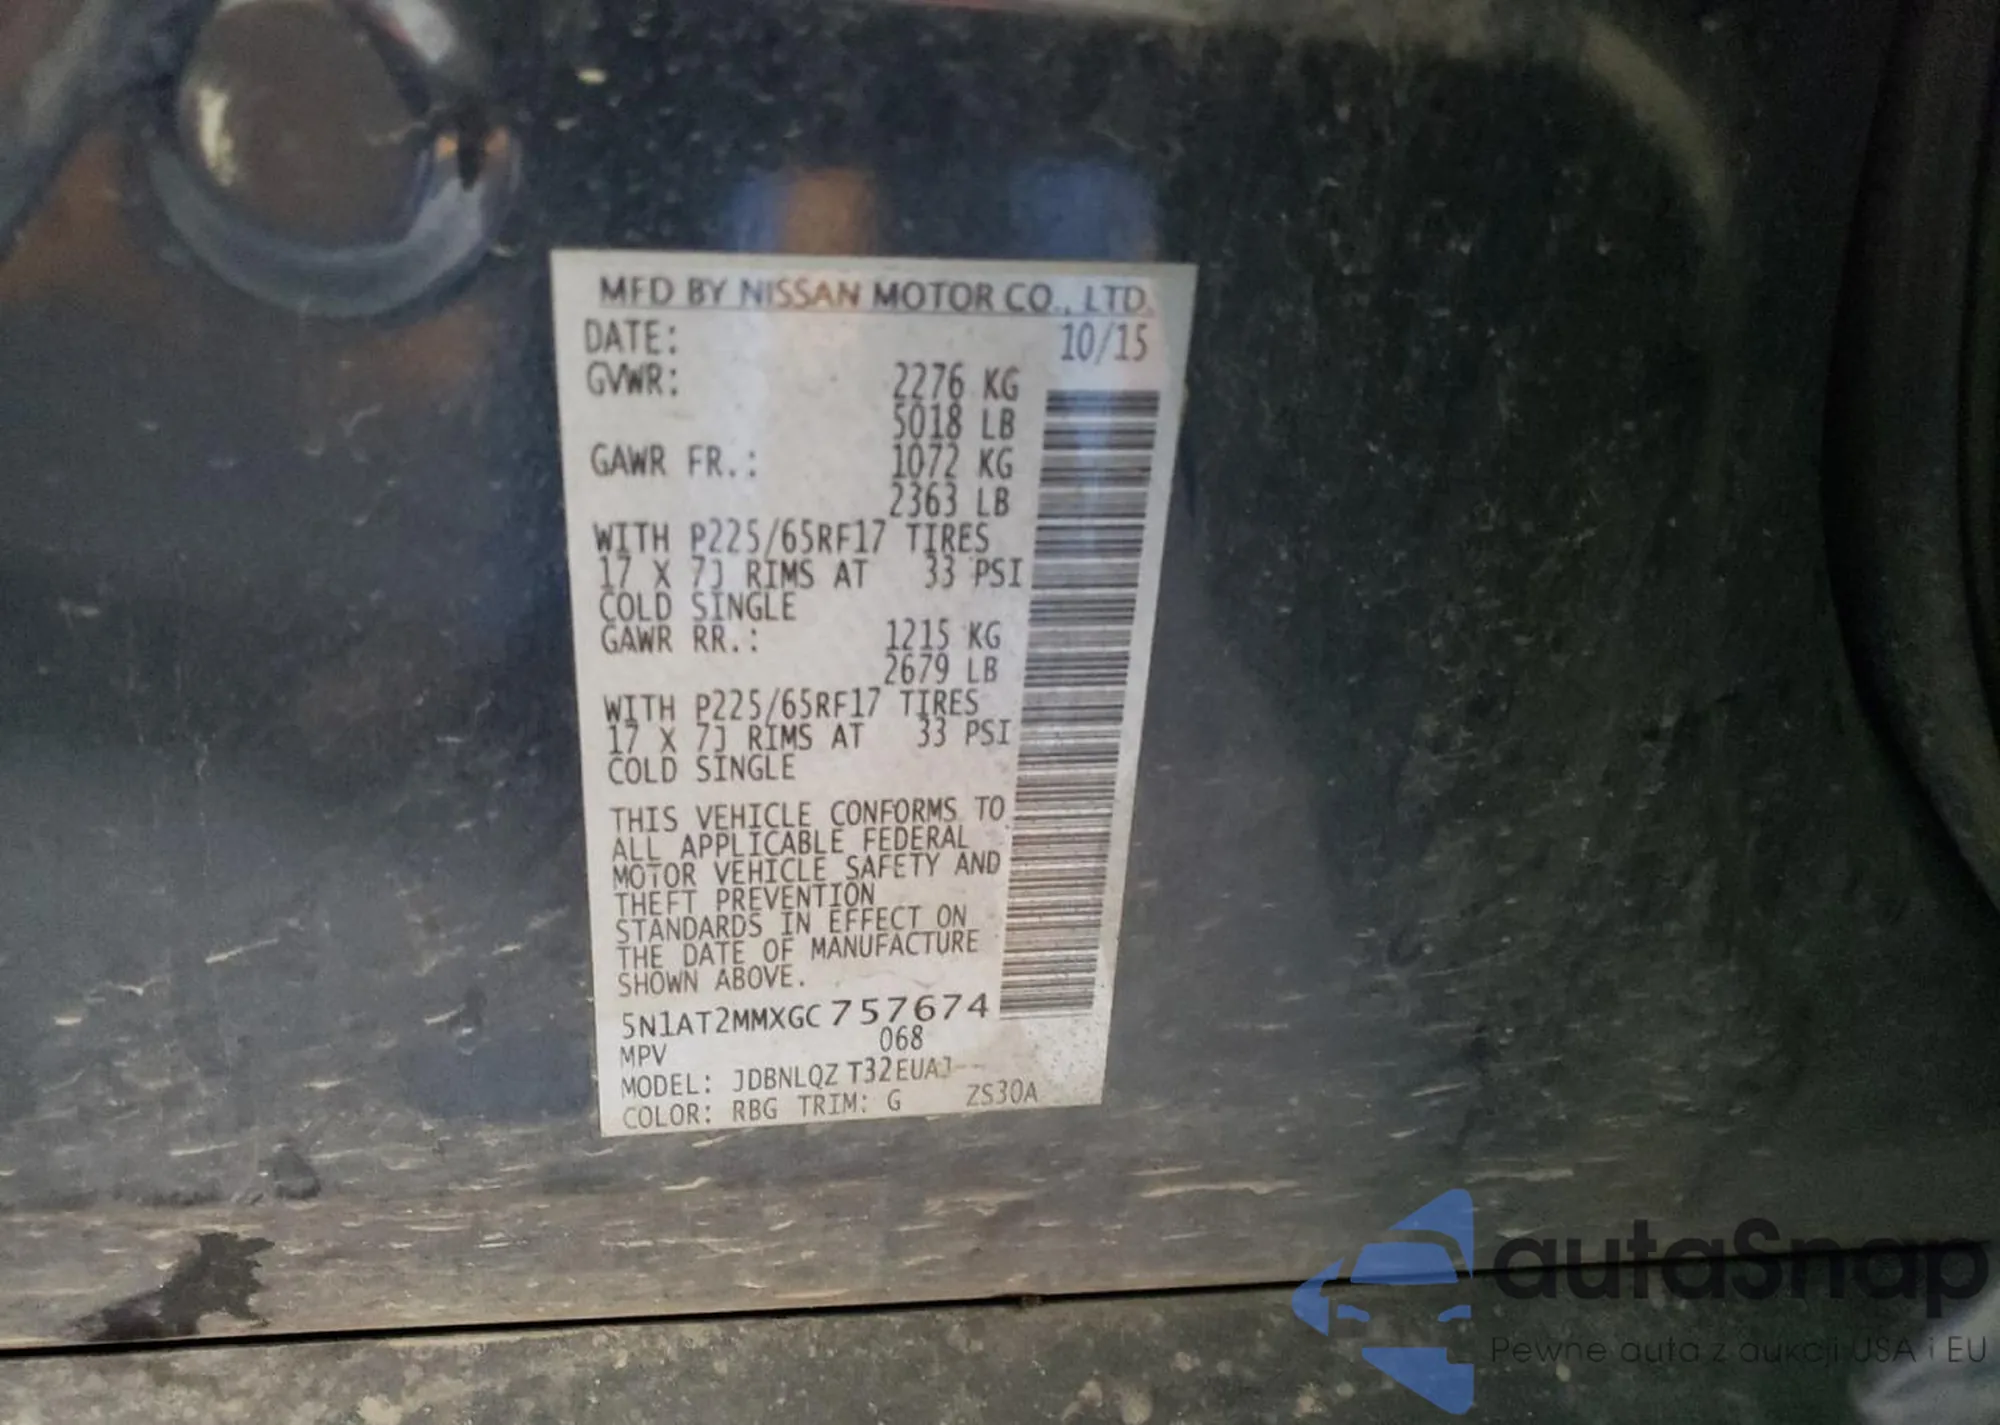 MFD BY NISSAN MOTOR CO., LTD.
DATE: 10/15
GVWR: 2276 KG
5018 LB
GAWR FR.: 1072 KG
2363 LB
WITH P225/65RF17 TIRES
17 X 7J RIMS AT 33 PSI
COLD SINGLE
GAWR RR.: 1215 KG
2679 LB
WITH P225/65RF17 TIRES
17 X 7J RIMS AT 33 PSI
COLD SINGLE
THIS VEHICLE CONFORMS TO
ALL APPLICABLE FEDERAL
MOTOR VEHICLE SAFETY AND
THEFT PREVENTION
STANDARDS IN EFFECT ON
THE DATE OF MANUFACTURE
SHOWN ABOVE.
5N1AT2MMXGC757674
MPV 068
MODEL: JDBNLQZ T32EUAJ--
COLOR: RBG TRIM: G ZS30A
autaSnap
Pewne auta z aukcji USA i EU